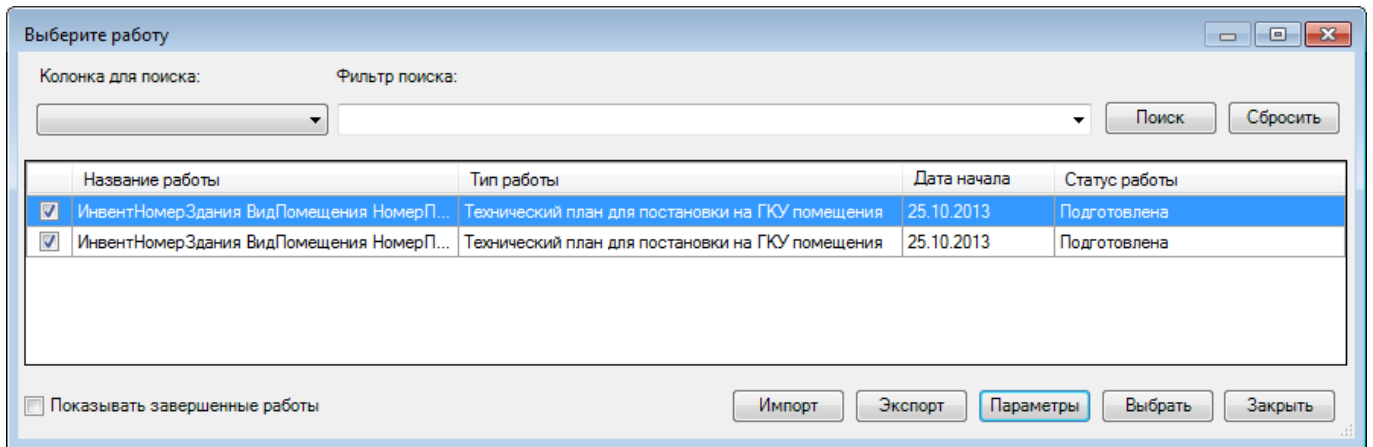 Выберите работу
Колонка для поиска: Фильтр поиска:
Поиск Сбросить
Название работы Тип работы Дата начала Статус работы
ИнвентНомерЗдания ВидПомещения НомерП... Технический план для постановки на ГКУ помещения 25.10.2013 Подготовлена
ИнвентНомерЗдания ВидПомещения НомерП... Технический план для постановки на ГКУ помещения 25.10.2013 Подготовлена
Показывать завершенные работы Импорт Экспорт Параметры Выбрать Закрыть